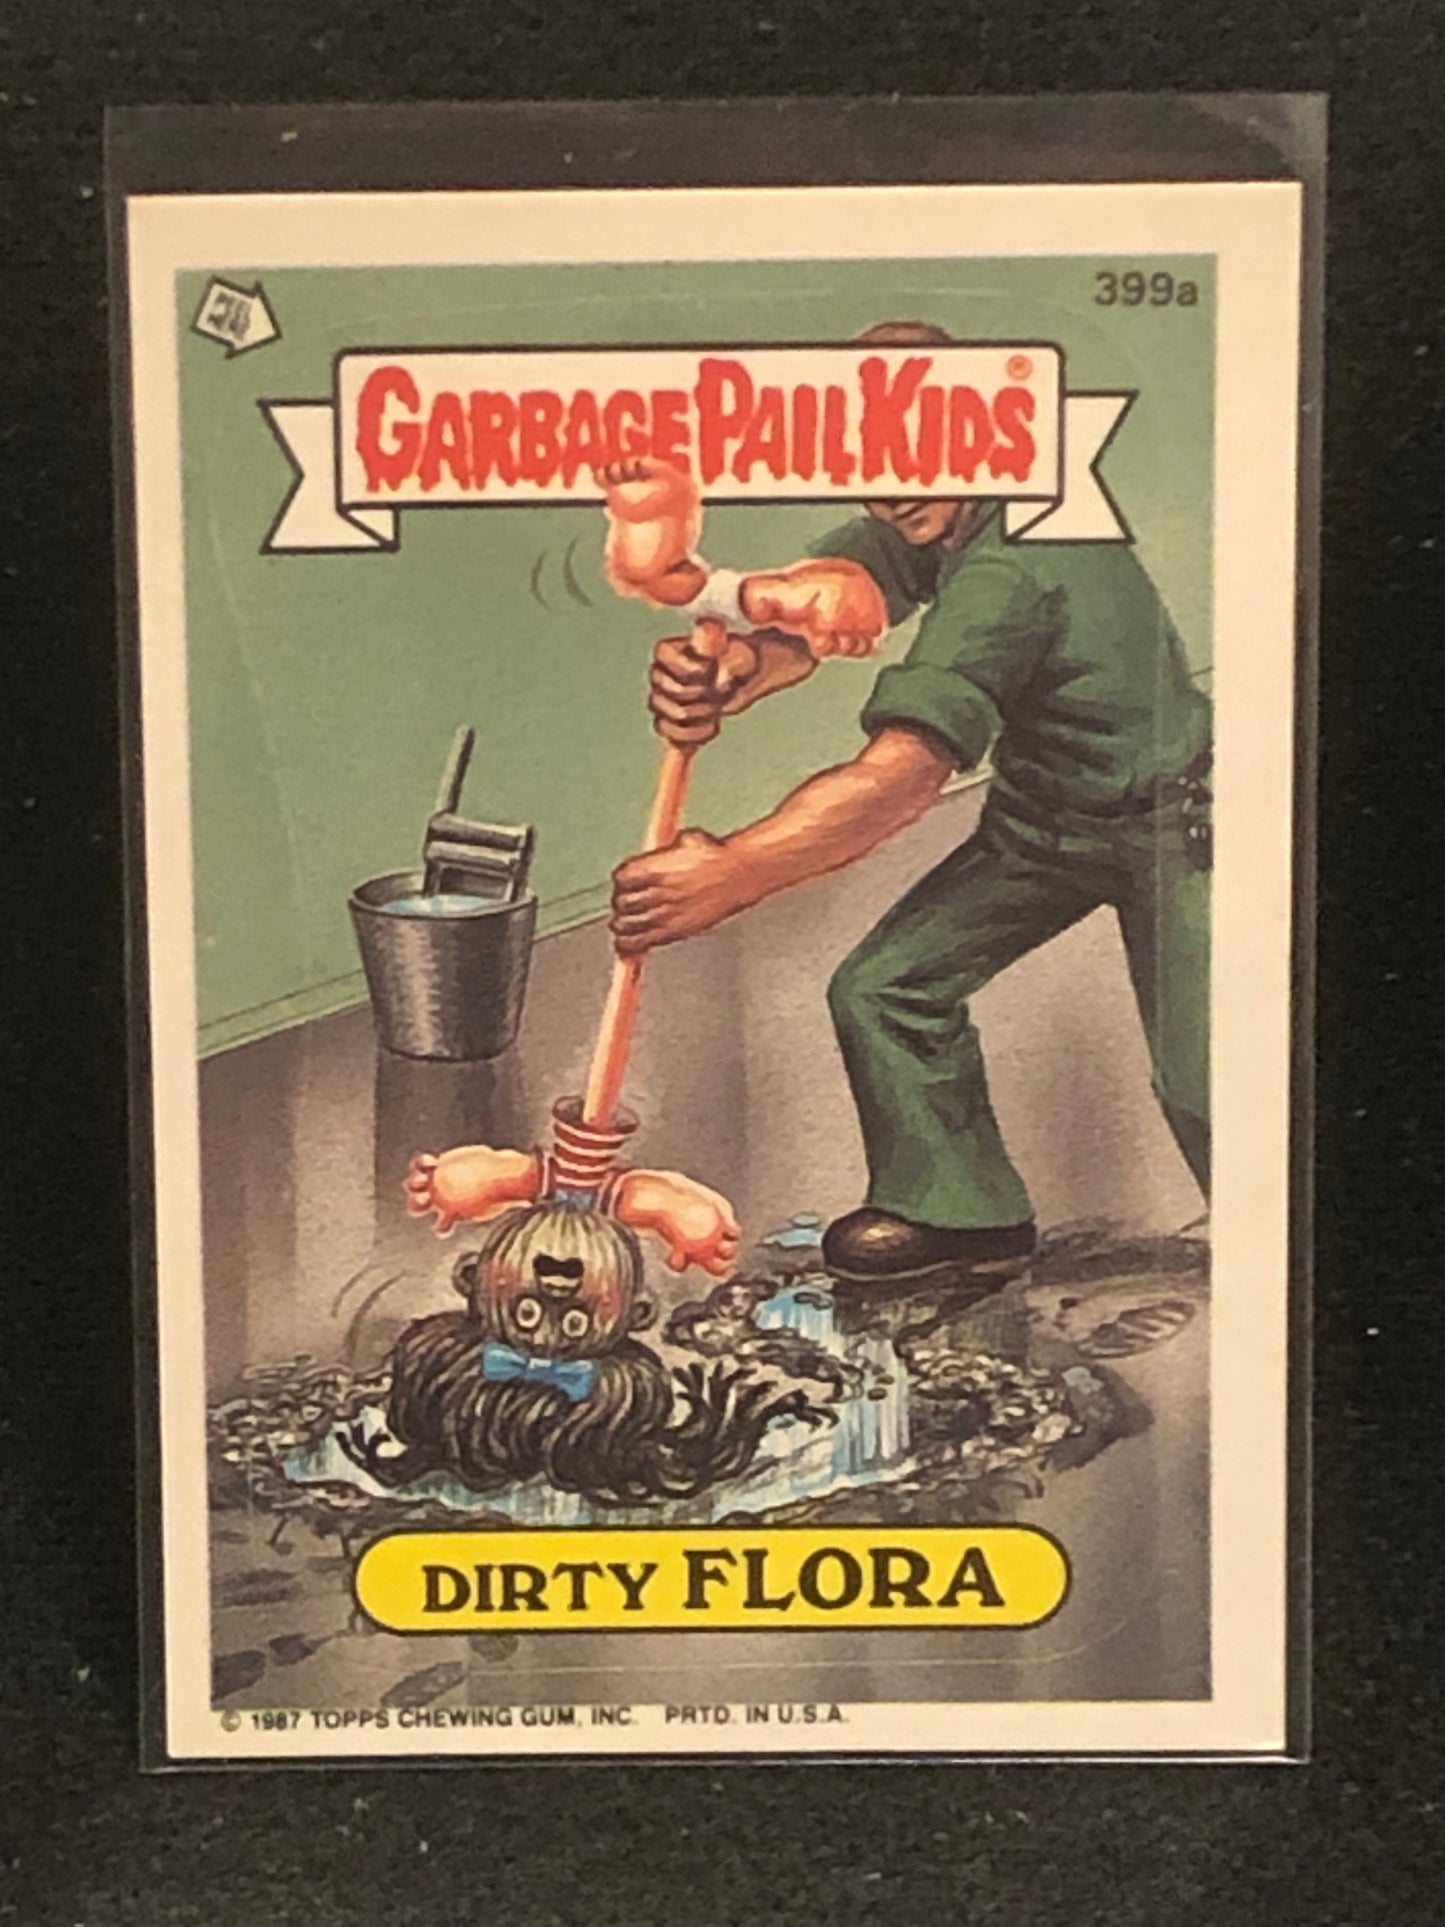 399a
GARBAGE PAIL KIDS®
DIRTY FLORA
© 1987 TOPPS CHEWING GUM, INC. PRTD. IN U.S.A.